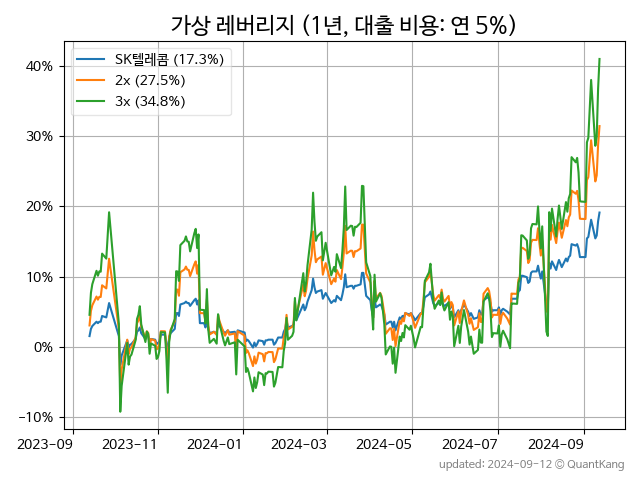 가상 레버리지 (1년, 대출 비용: 연 5%)
SK텔레콤 (17.3%)
2x (27.5%)
3x (34.8%)
40%
30%
20%
10%
0%
−10%
2023-09 2023-11 2024-01 2024-03 2024-05 2024-07 2024-09
updated: 2024-09-12 © QuantKang